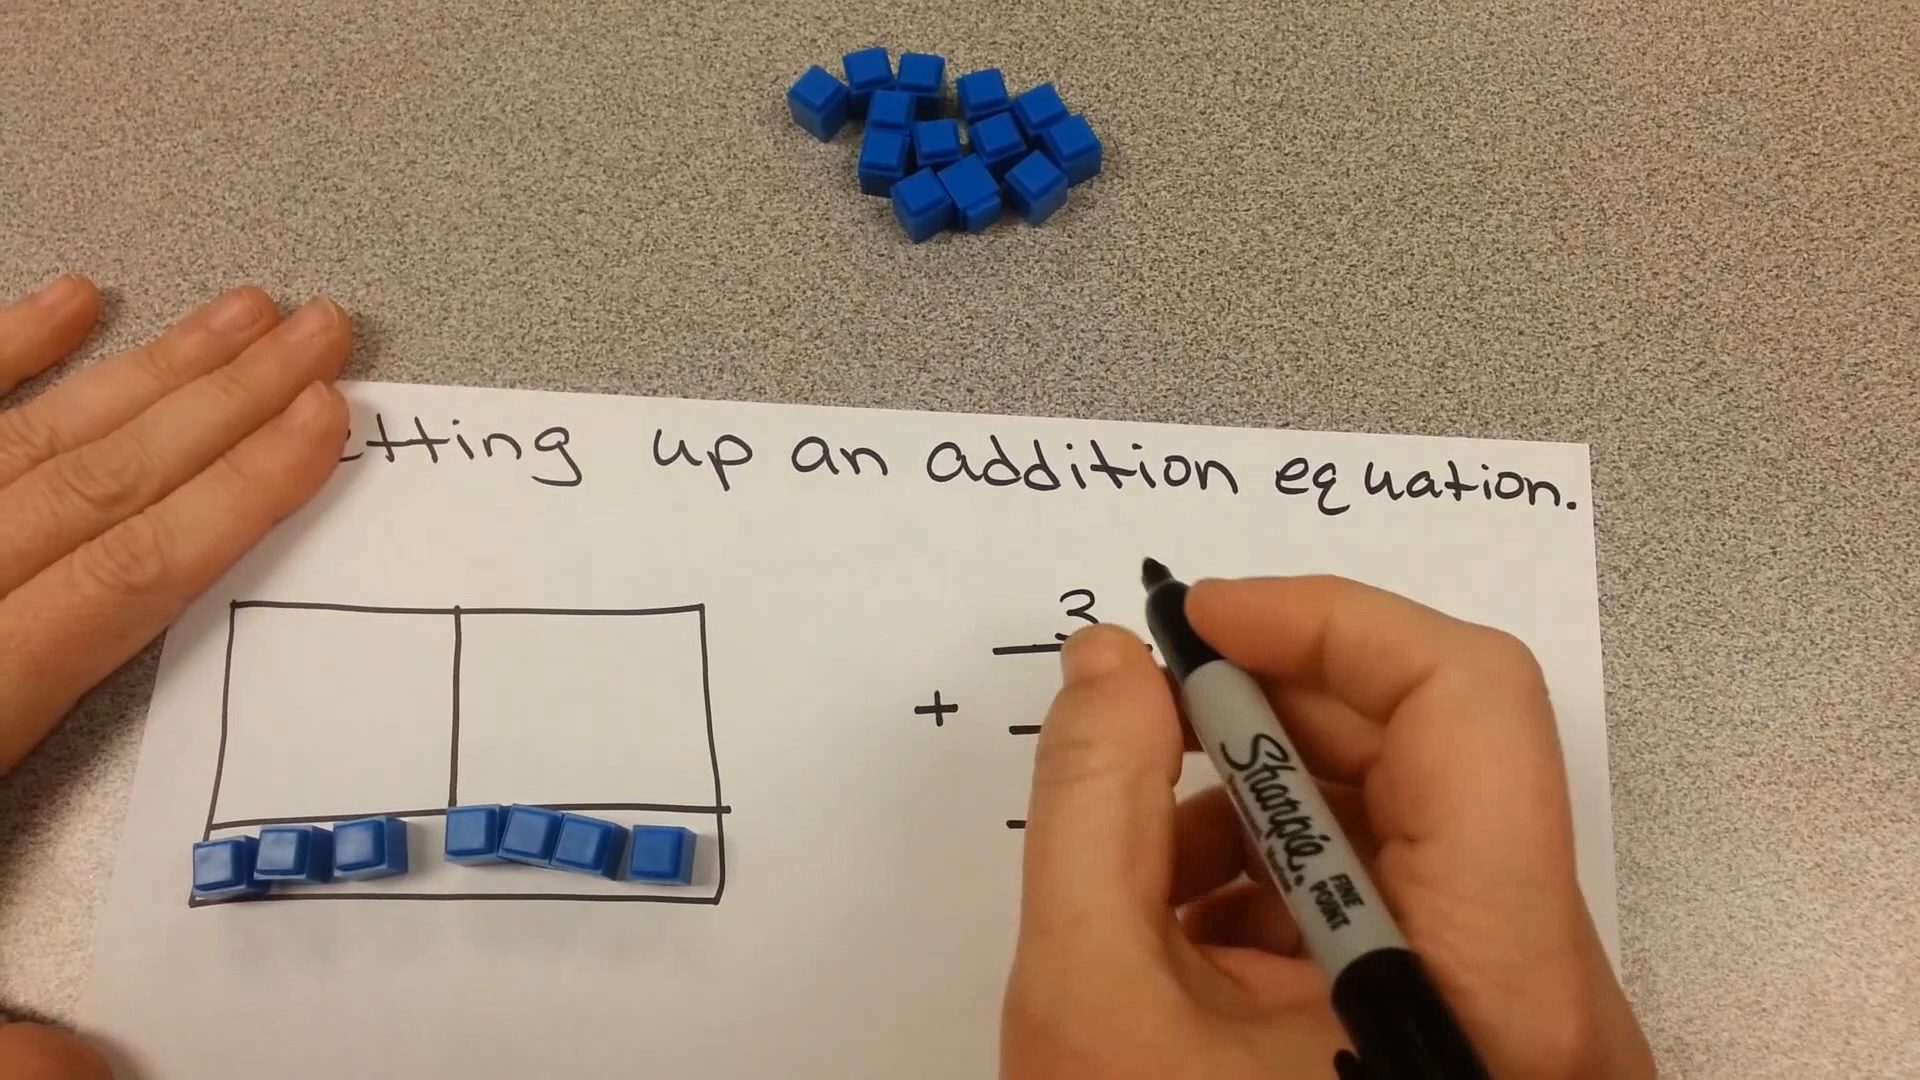 etting up an addition equation.
3
+
Sharpie.
FINE
POINT